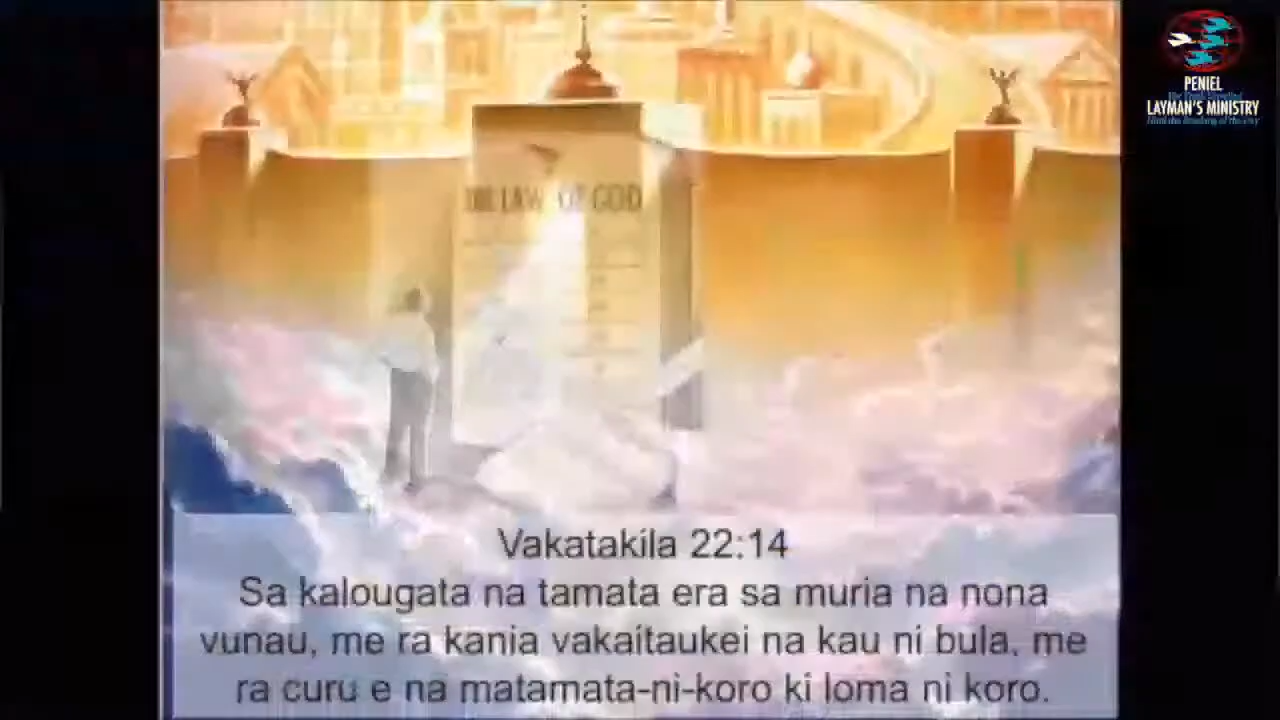 PENIEL
LAYMAN'S MINISTRY
LAW OF GOD
Vakatakila 22:14
Sa kalougata na tamata era sa muria na nona
vunau, me ra kania vakaitaukei na kau ni bula, me
ra curu e na matamata-ni-koro ki loma ni koro.